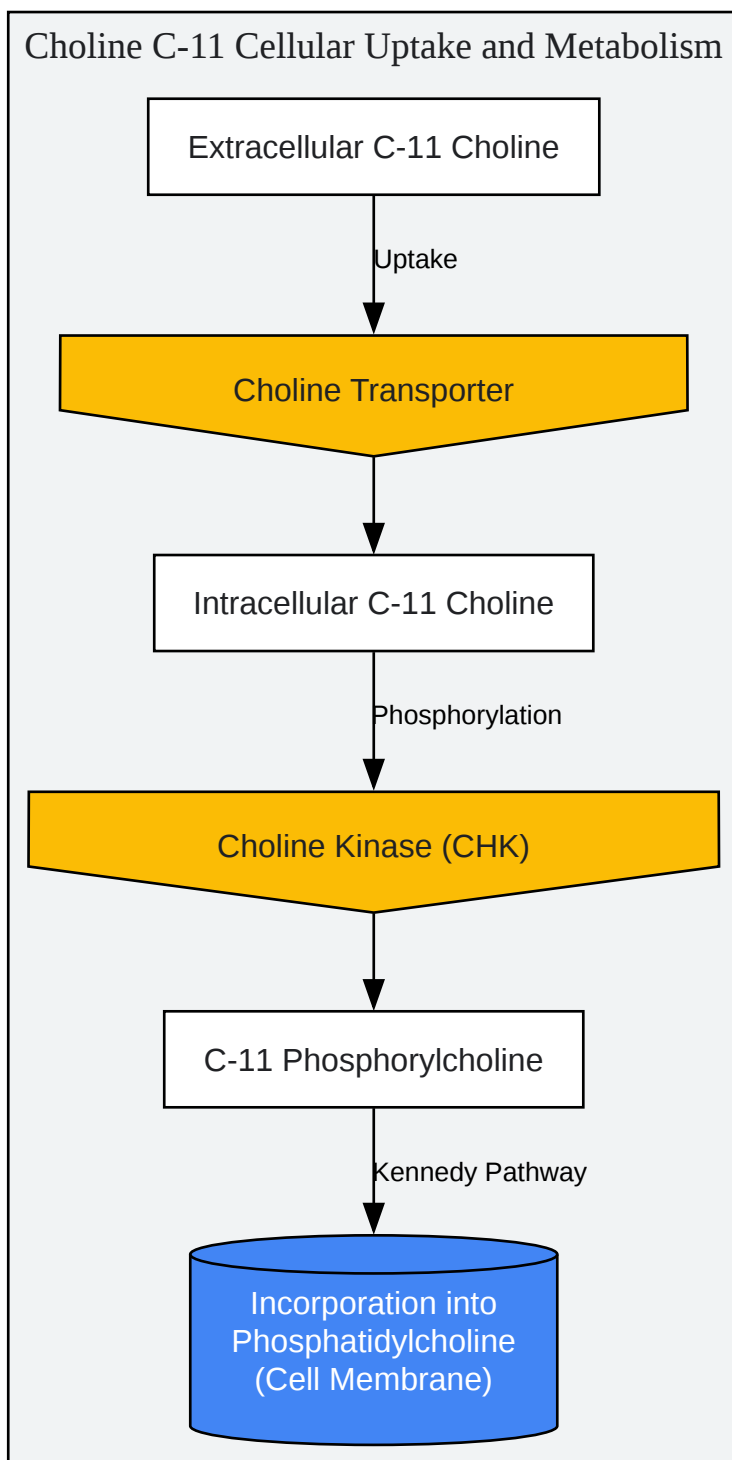 Choline C-11 Cellular Uptake and Metabolism
Extracellular C-11 Choline
Uptake
Choline Transporter
Intracellular C-11 Choline
Phosphorylation
Choline Kinase (CHK)
C-11 Phosphorylcholine
Kennedy Pathway
Incorporation into
Phosphatidylcholine
(Cell Membrane)